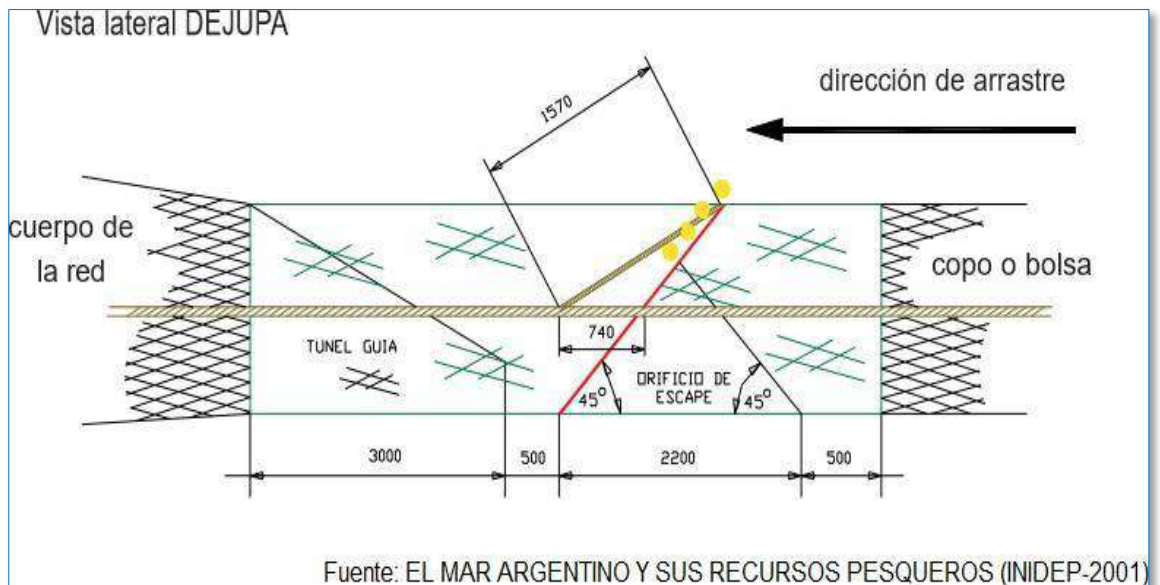 Vista lateral DEJUPA
dirección de arrastre
1570
cuerpo de
la red
copo o bolsa
740
TUNEL GUIA
ORIFICIO DE
ESCAPE
45°
45°
3000
500
2200
500
Fuente: EL MAR ARGENTINO Y SUS RECURSOS PESQUEROS (INIDEP-2001)